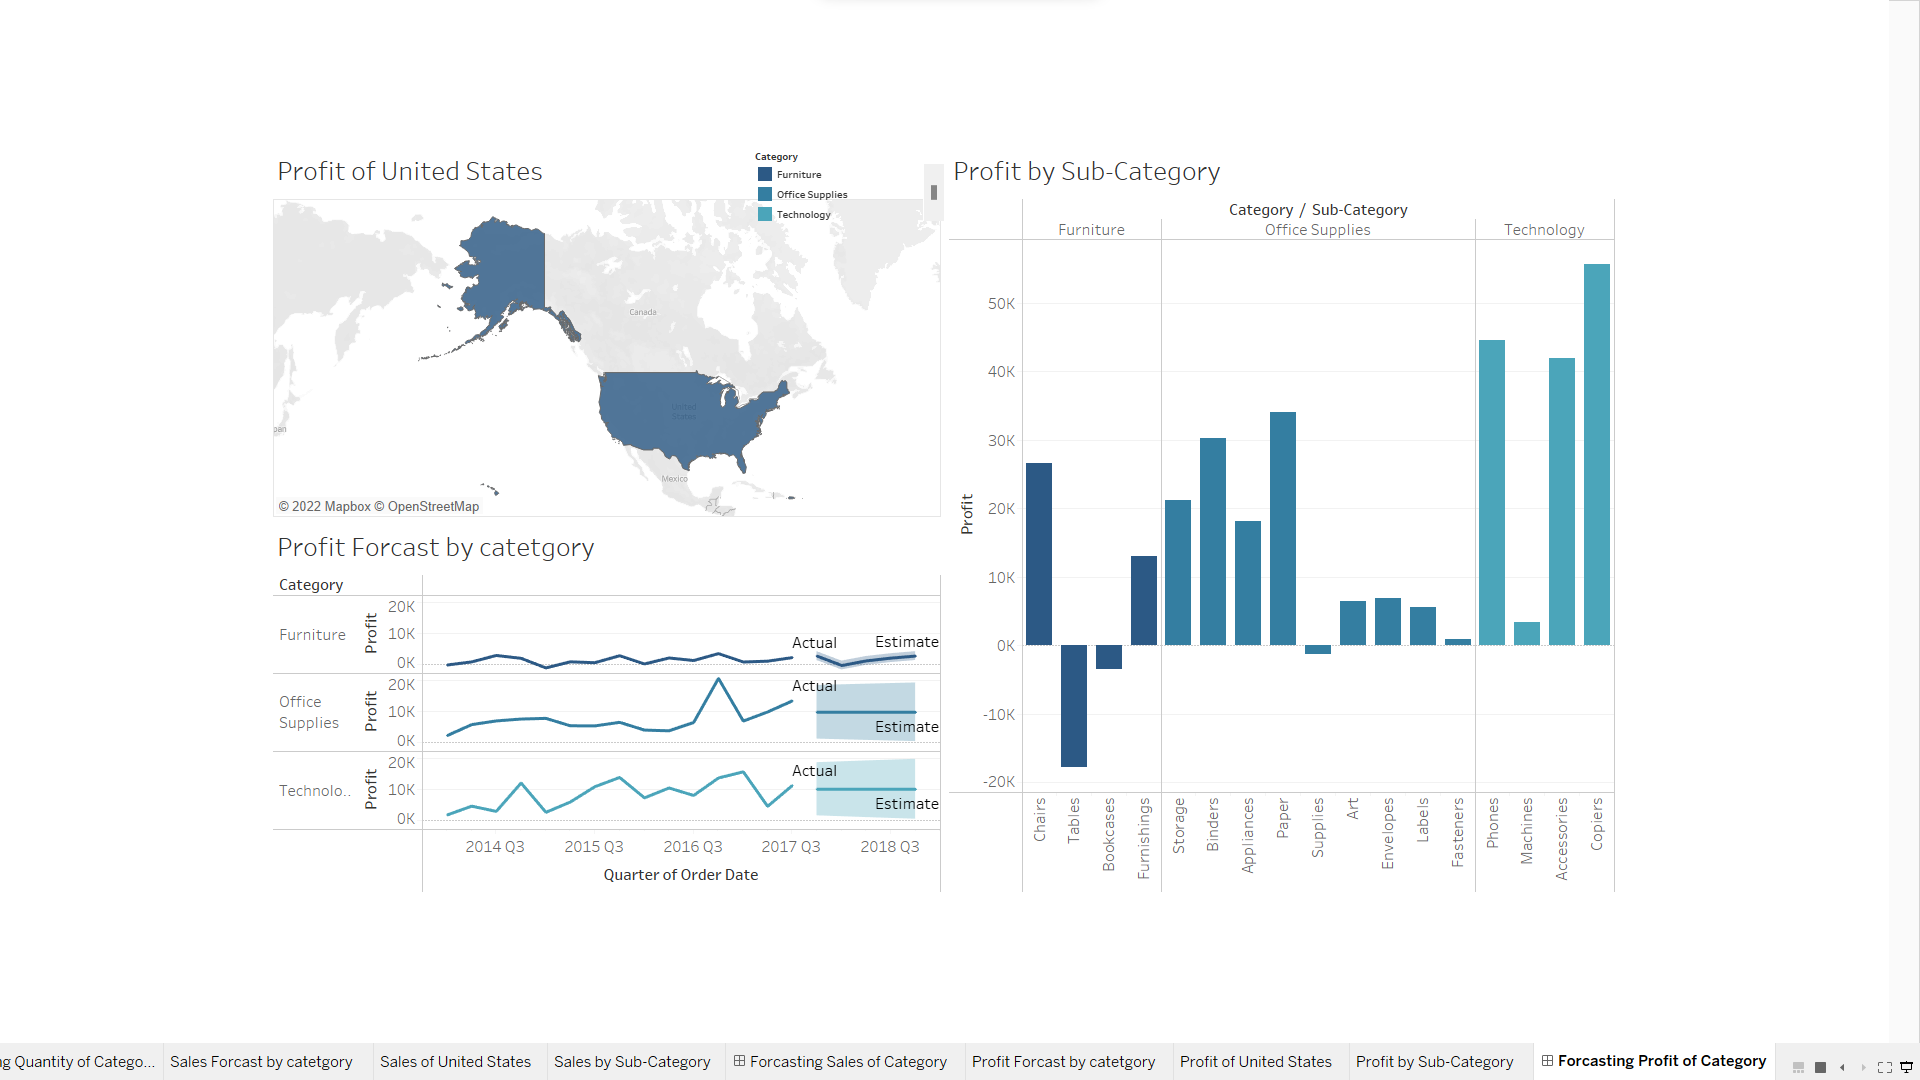 Profit of United States
Category
Furniture
Office Supplies
Technology
Canada
United
States
Mexico
pan
© 2022 Mapbox © OpenStreetMap
Profit Forcast by catetgory
Category
Furniture
Profit
20K
10K
0K
Actual
Estimate
Office
Supplies
Profit
20K
10K
0K
Actual
Estimate
Technolo..
Profit
20K
10K
0K
Actual
Estimate
2014 Q3 2015 Q3 2016 Q3 2017 Q3 2018 Q3
Quarter of Order Date
Profit by Sub-Category
Category / Sub-Category
Furniture Office Supplies Technology
Profit
50K
40K
30K
20K
10K
0K
-10K
-20K
Chairs
Tables
Bookcases
Furnishings
Storage
Binders
Appliances
Paper
Supplies
Art
Envelopes
Labels
Fasteners
Phones
Machines
Accessories
Copiers
ng Quantity of Catego... Sales Forcast by catetgory Sales of United States Sales by Sub-Category Forcasting Sales of Category Profit Forcast by catetgory Profit of United States Profit by Sub-Category Forcasting Profit of Category